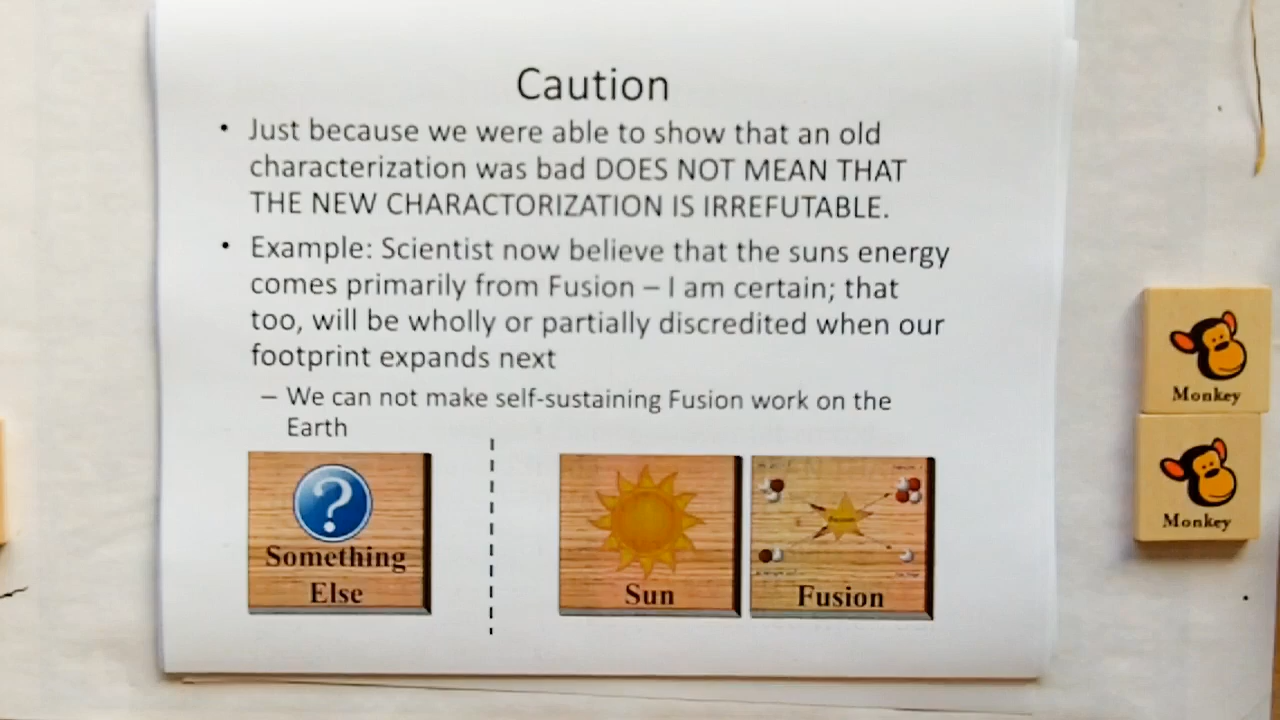 Caution
• Just because we were able to show that an old
characterization was bad DOES NOT MEAN THAT
THE NEW CHARACTORIZATION IS IRREFUTABLE.
• Example: Scientist now believe that the suns energy
comes primarily from Fusion – I am certain; that
too, will be wholly or partially discredited when our
footprint expands next
– We can not make self-sustaining Fusion work on the
Earth
Something
Else
Sun
Fusion
Monkey
Monkey